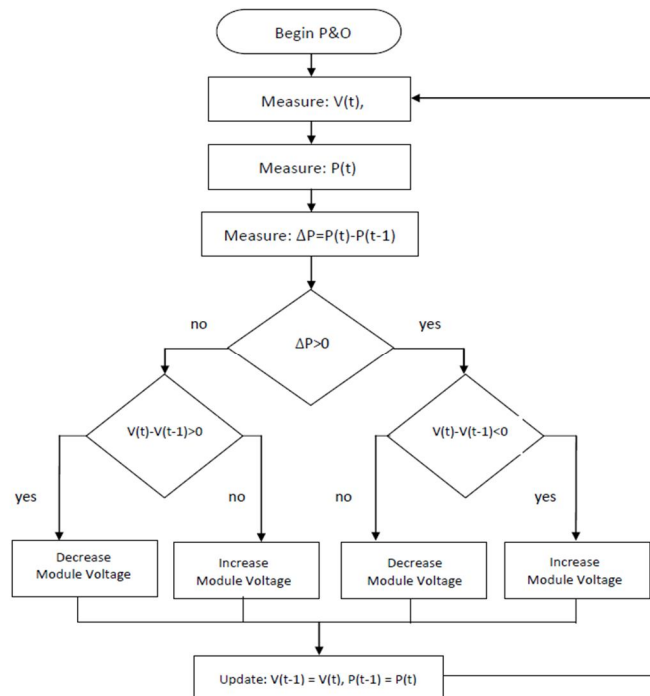 Begin P&O
Measure: V(t),
Measure: P(t)
Measure: ΔP=P(t)-P(t-1)
no
yes
ΔP>0
V(t)-V(t-1)>0
V(t)-V(t-1)<0
yes
no
no
yes
Decrease
Module Voltage
Increase
Module Voltage
Decrease
Module Voltage
Increase
Module Voltage
Update: V(t-1) = V(t), P(t-1) = P(t)